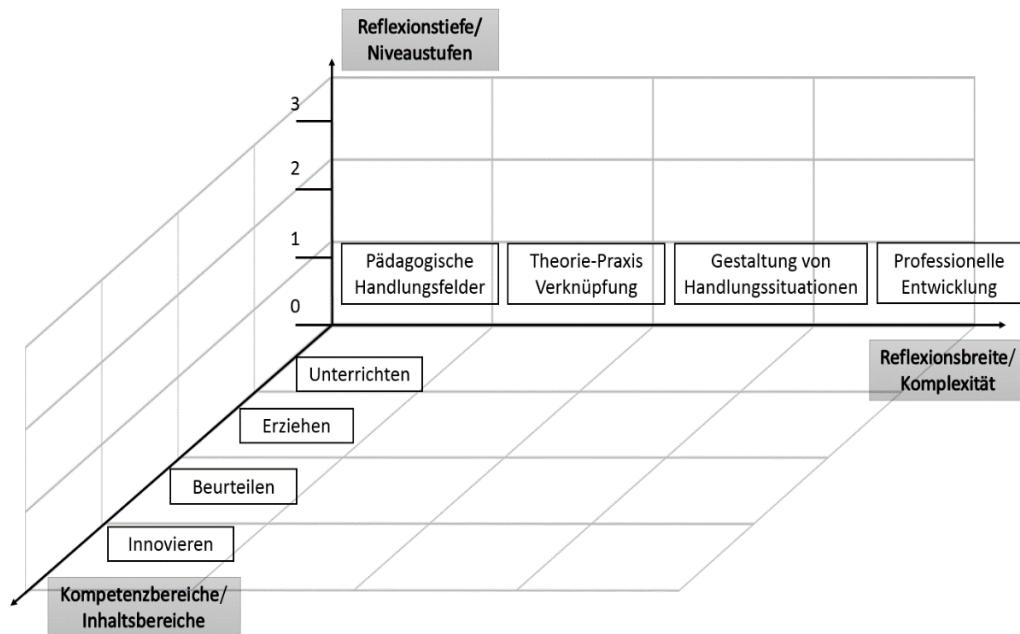 Reflexionstiefe/
Niveaustufen
3
2
1
0
Pädagogische
Handlungsfelder
Theorie-Praxis
Verknüpfung
Gestaltung von
Handlungssituationen
Professionelle
Entwicklung
Reflexionsbreite/
Komplexität
Unterrichten
Erziehen
Beurteilen
Innovieren
Kompetenzbereiche/
Inhaltsbereiche